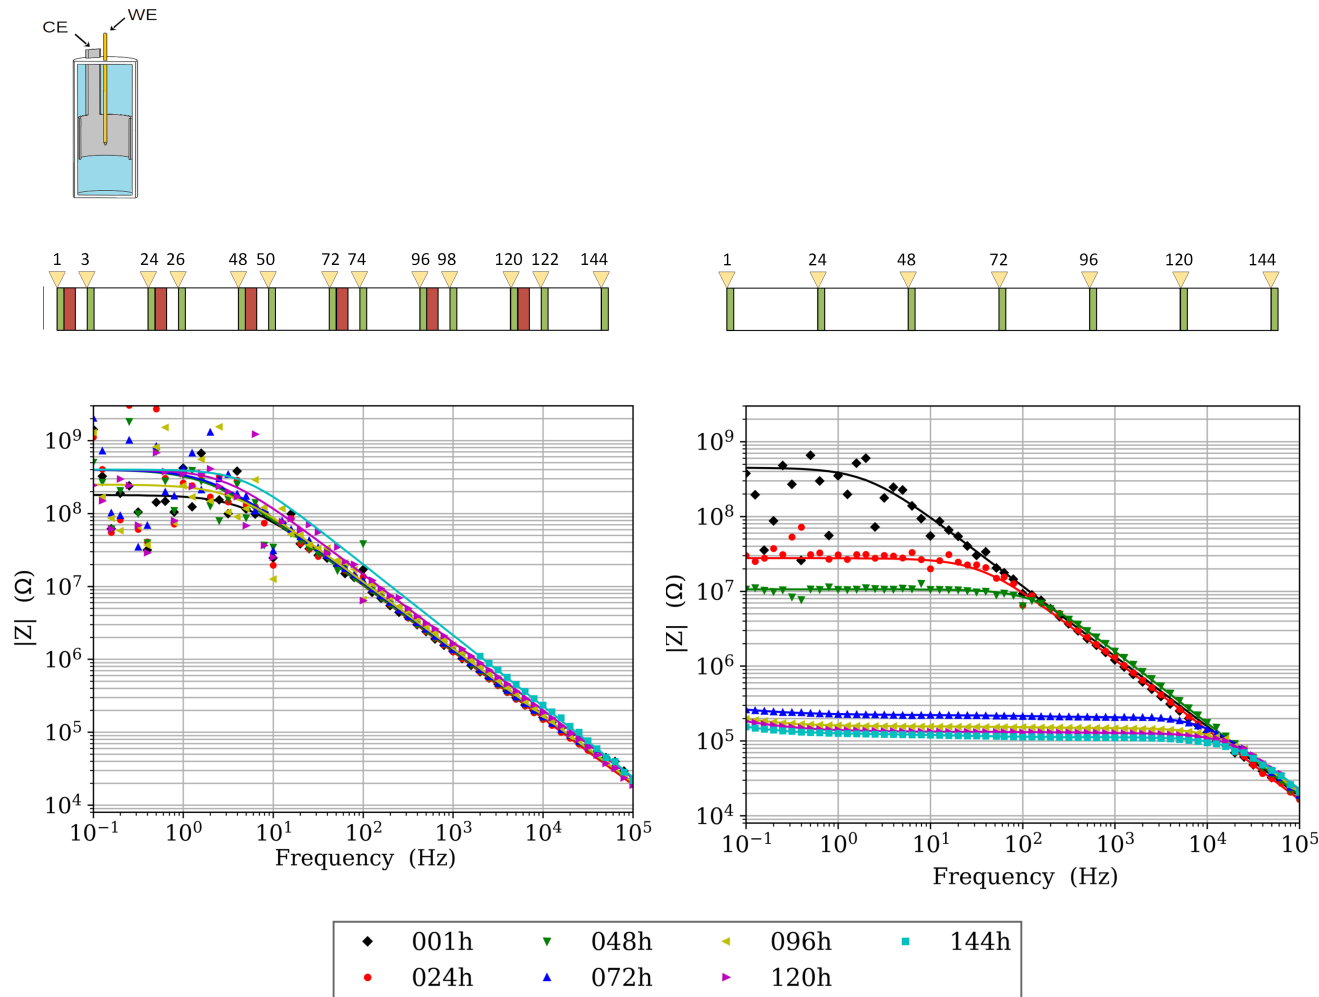 WE
CE
1 3 24 26 48 50 72 74 96 98 120 122 144
1 24 48 72 96 120 144
|Z| (Ω)
10⁹
10⁸
10⁷
10⁶
10⁵
10⁴
10⁻¹ 10⁰ 10¹ 10² 10³ 10⁴ 10⁵
Frequency (Hz)
|Z| (Ω)
10⁹
10⁸
10⁷
10⁶
10⁵
10⁴
10⁻¹ 10⁰ 10¹ 10² 10³ 10⁴ 10⁵
Frequency (Hz)
001h 048h 096h 144h
024h 072h 120h